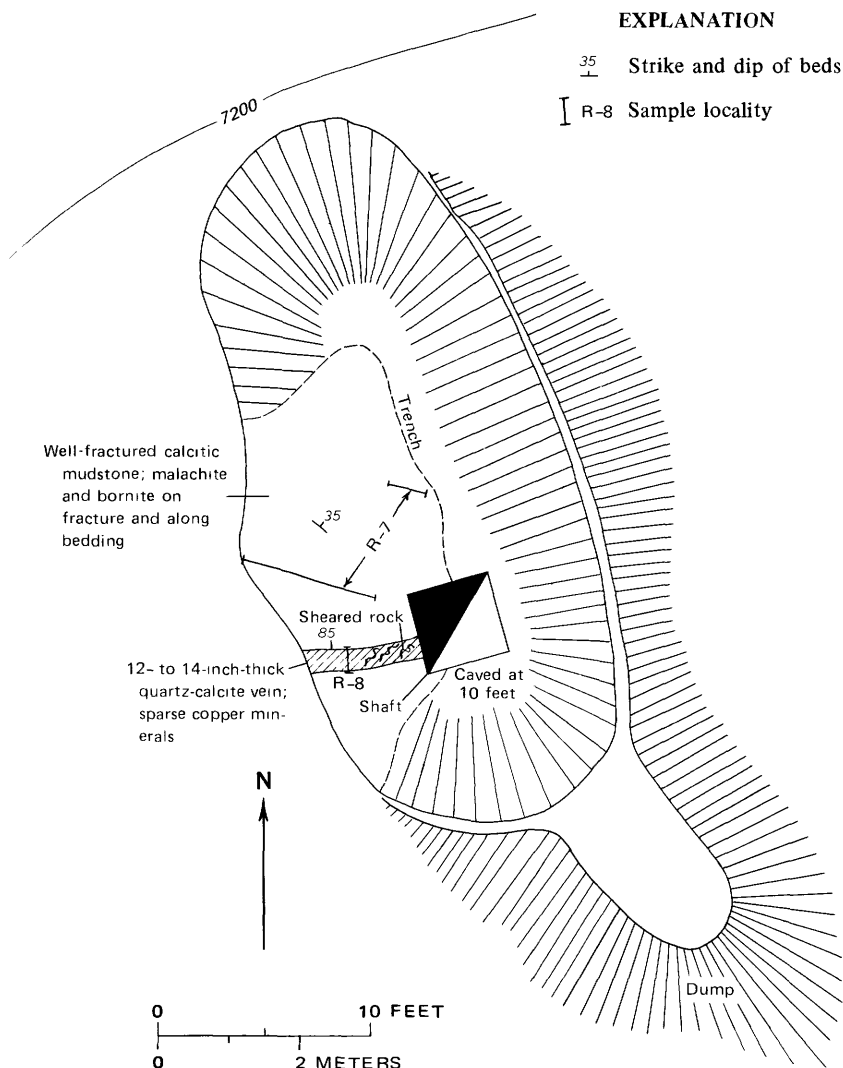 EXPLANATION
35 Strike and dip of beds
R-8 Sample locality
7200
Trench
Well-fractured calcitic
mudstone; malachite
and bornite on
fracture and along
bedding
35
R-7
Sheared rock
85
12- to 14-inch-thick
quartz-calcite vein;
sparse copper min-
erals
R-8
Shaft
Caved at
10 feet
N
Dump
0 10 FEET
0 2 METERS